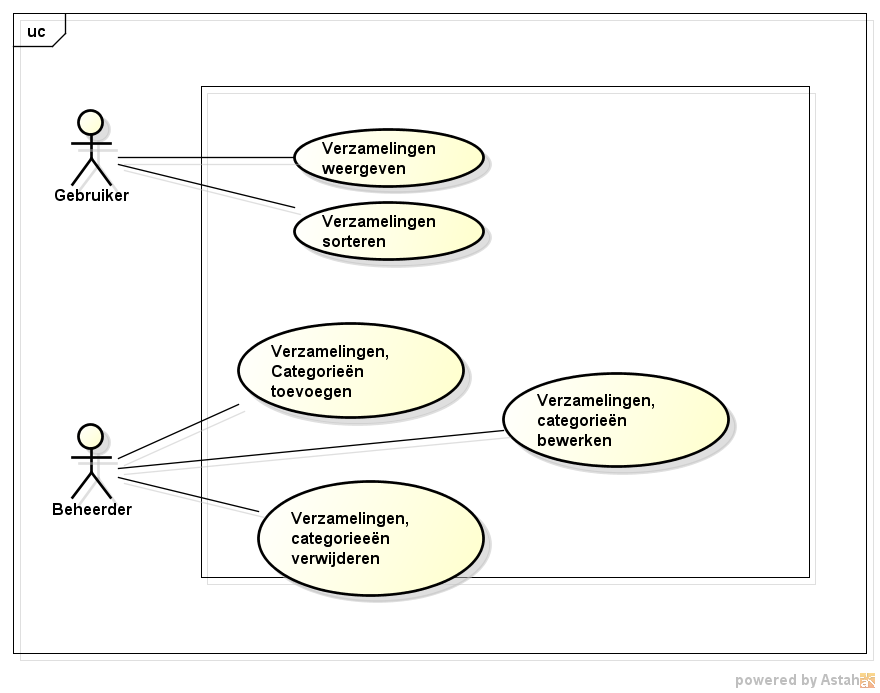 uc
Verzamelingen
weergeven
Gebruiker
Verzamelingen
sorteren
Verzamelingen,
Categorieën
toevoegen
Verzamelingen,
categorieën
bewerken
Beheerder
Verzamelingen,
categorieeën
verwijderen
powered by Astah